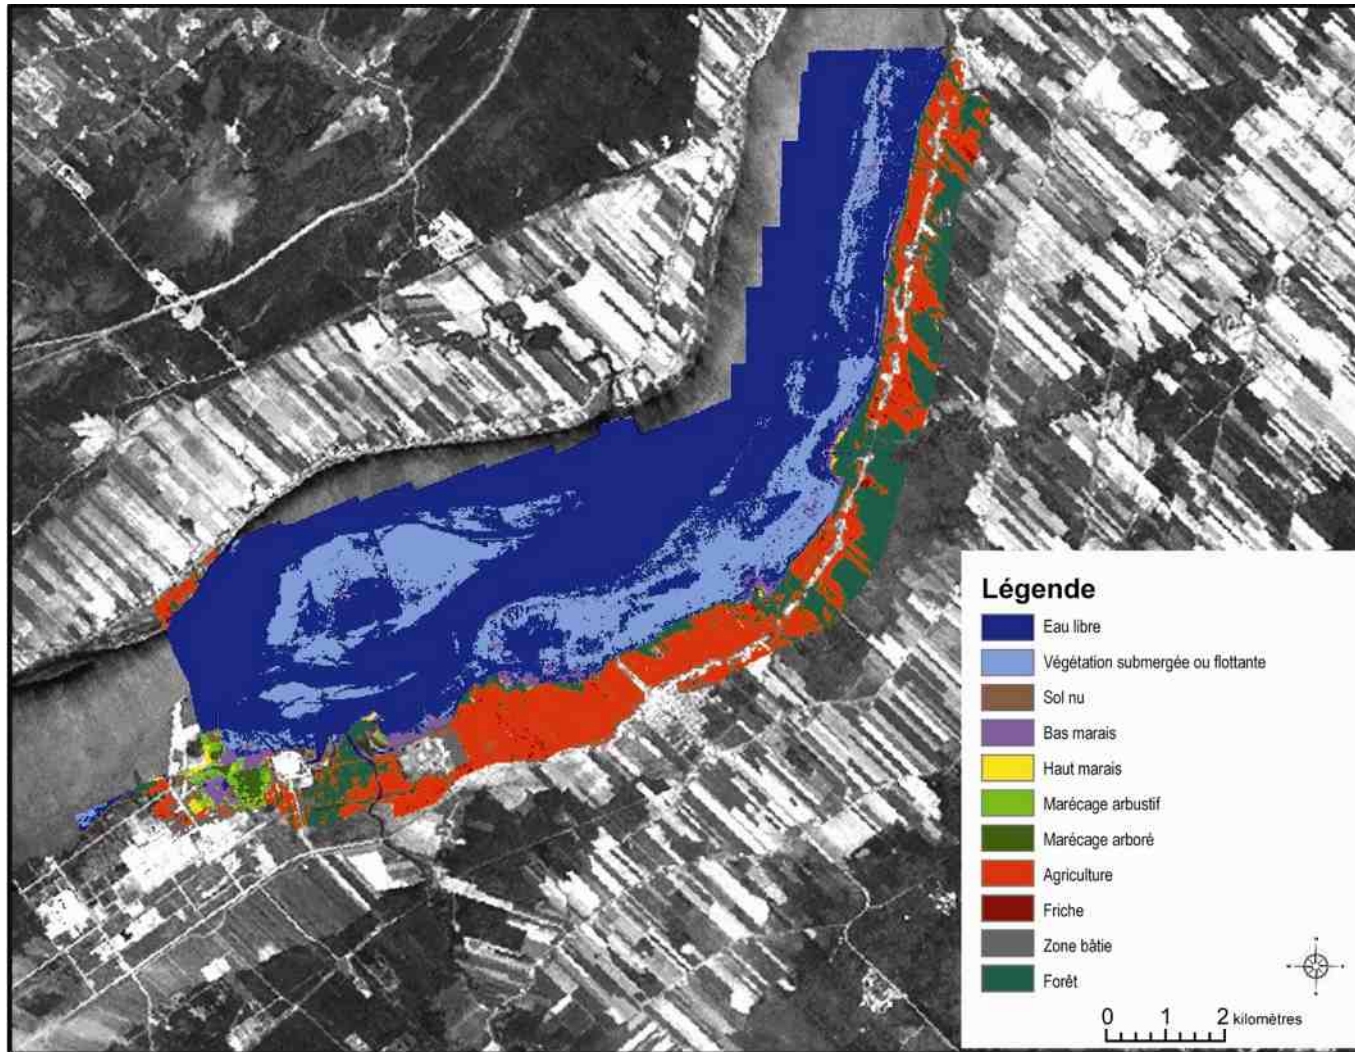 Légende
Eau libre
Végétation submergée ou flottante
Sol nu
Bas marais
Haut marais
Marécage arbustif
Marécage arboré
Agriculture
Friche
Zone bâtie
Forêt
0 1 2 kilomètres